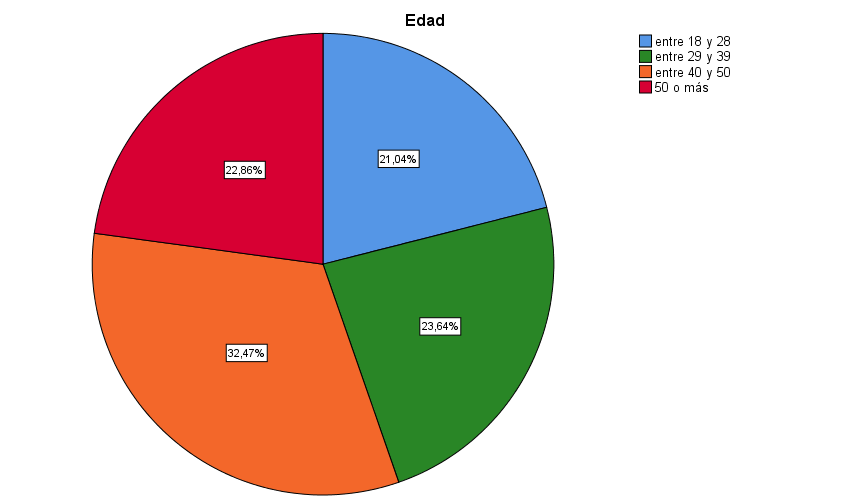 Edad
entre 18 y 28
entre 29 y 39
entre 40 y 50
50 o más
21,04%
22,86%
23,64%
32,47%